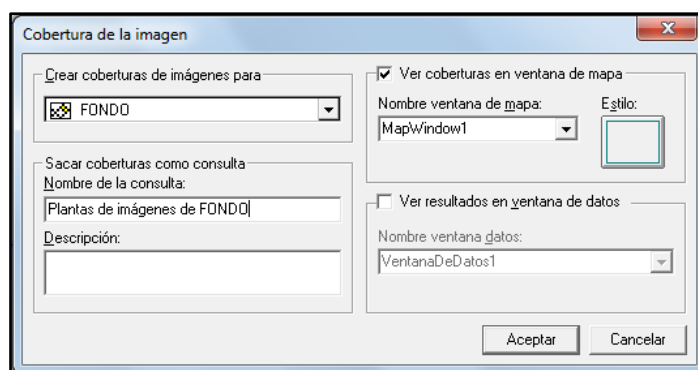 Cobertura de la imagen
Crear coberturas de imágenes para
FONDO
Sacar coberturas como consulta
Nombre de la consulta:
Plantas de imágenes de FONDO
Descripción:
Ver coberturas en ventana de mapa
Nombre ventana de mapa:
Estilo:
MapWindow1
Ver resultados en ventana de datos
Nombre ventana datos:
VentanaDeDatos1
Aceptar
Cancelar